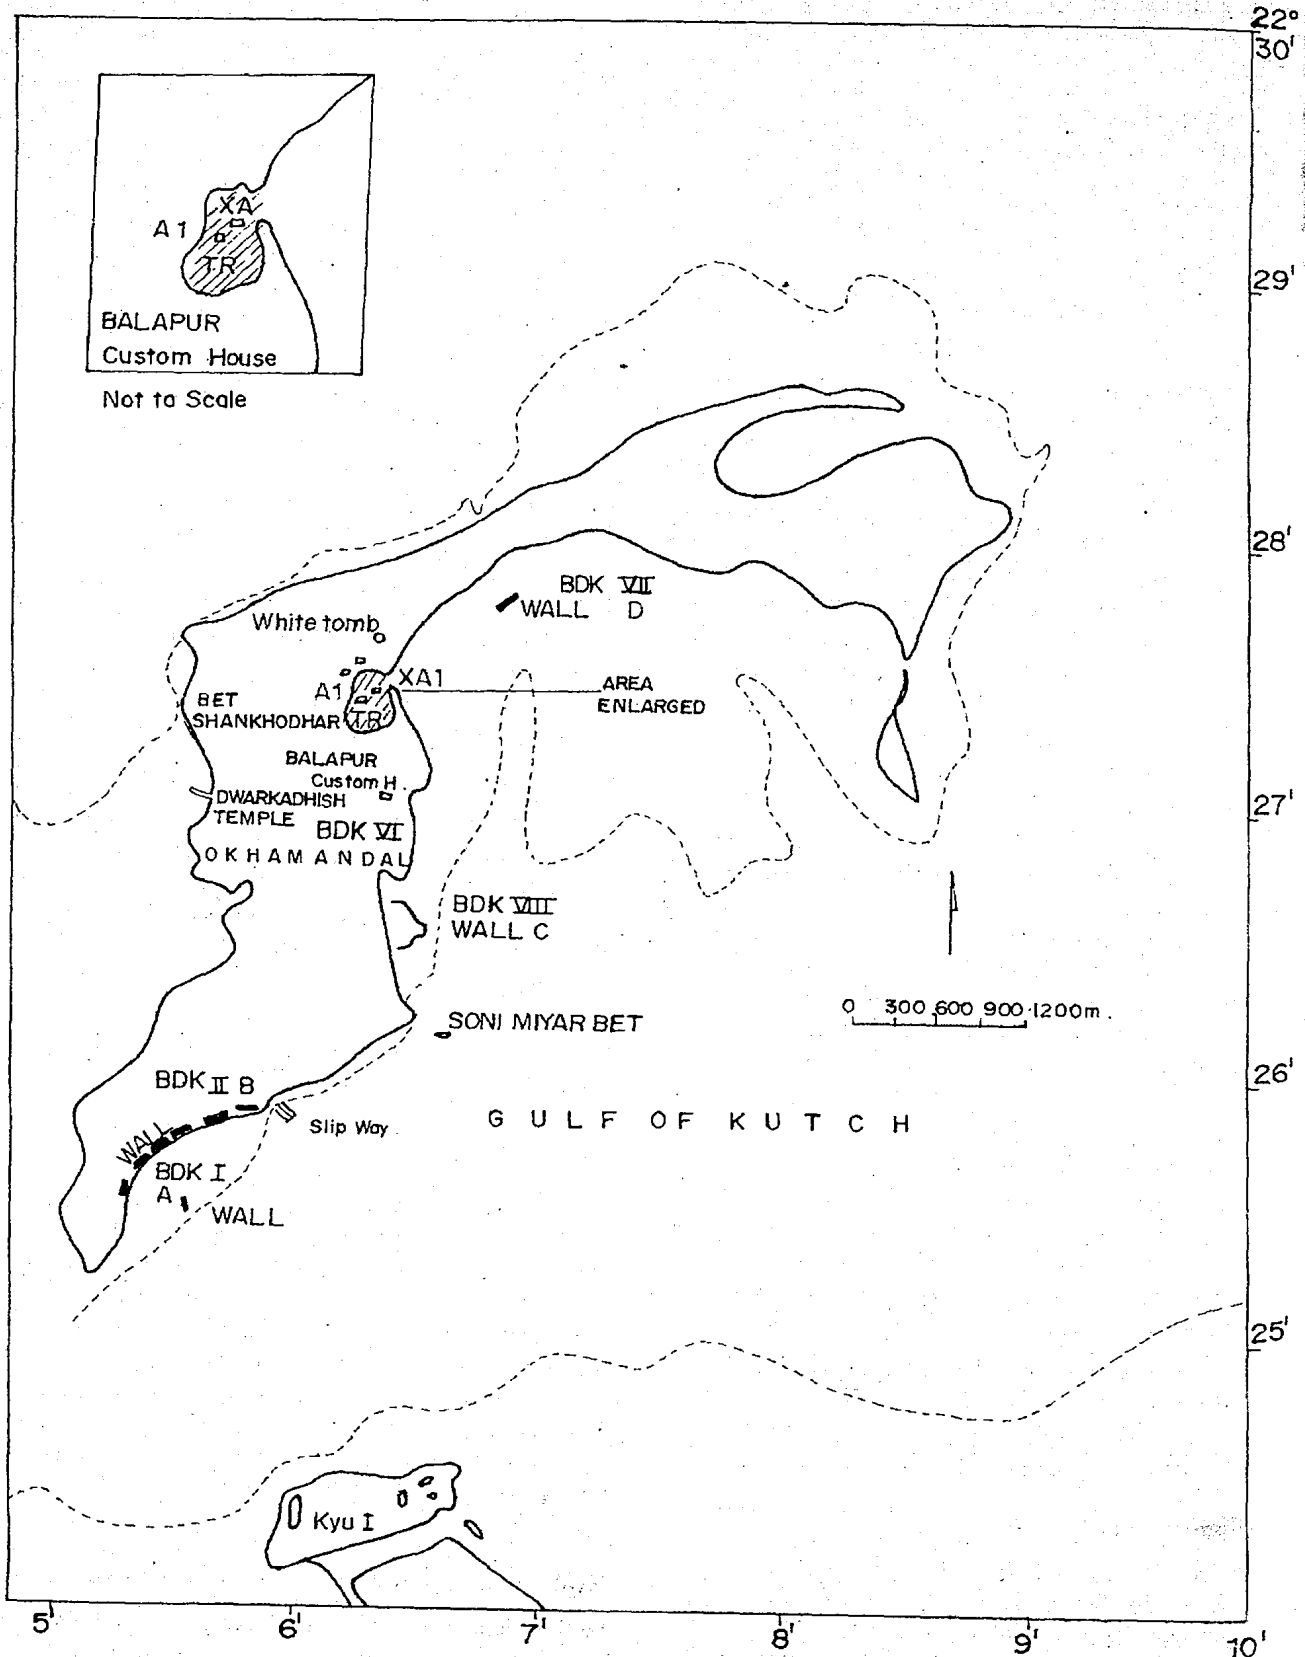 22°
30'
XA
A1
TR
BALAPUR
Custom House
Not to Scale
29'
28'
BDK VII
WALL D
White tomb
A1
XA1
TR
AREA
ENLARGED
BET
SHANKHODHAR
BALAPUR
Custom H.
DWARKADHISH
TEMPLE
BDK VI
OKHAMANDAL
27'
BDK VIII
WALL C
0 300 600 900 1200m.
SONI MIYAR BET
26'
BDK II B
GULF OF KUTCH
Slip Way
WALL
BDK I
A
WALL
25'
Kyu I
5' 6' 7' 8' 9' 10'